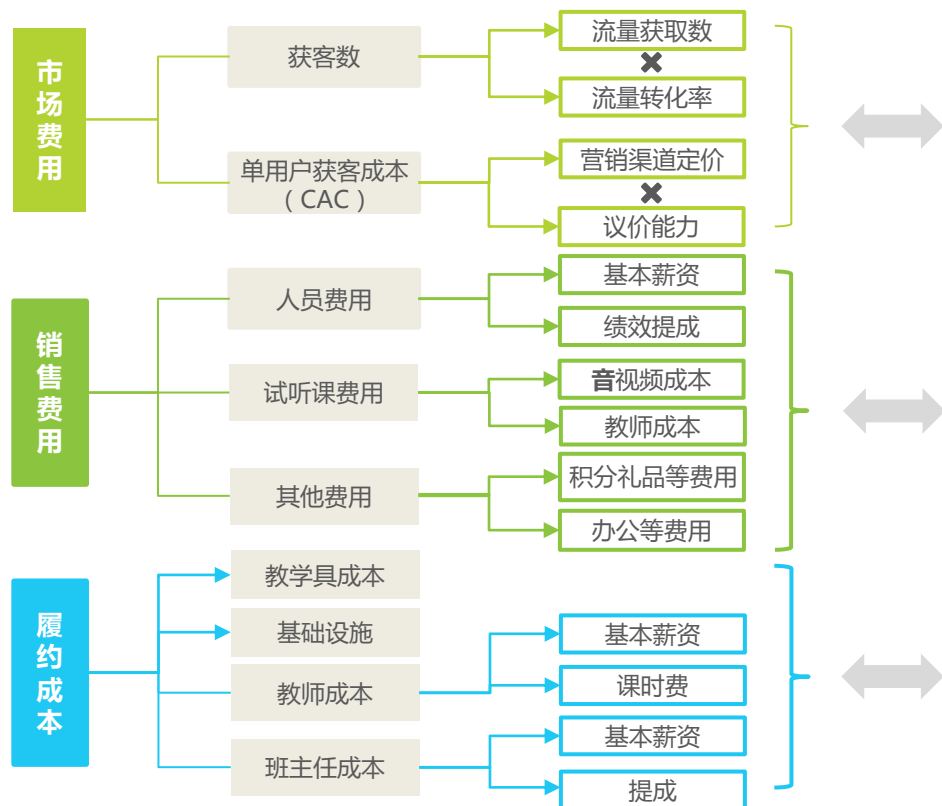 市场费用
获客数
流量获取数
×
流量转化率
单用户获客成本
（CAC）
营销渠道定价
×
议价能力
销售费用
人员费用
基本薪资
绩效提成
试听课费用
音视频成本
教师成本
其他费用
积分礼品等费用
办公等费用
履约成本
教学具成本
基础设施
教师成本
基本薪资
课时费
班主任成本
基本薪资
提成